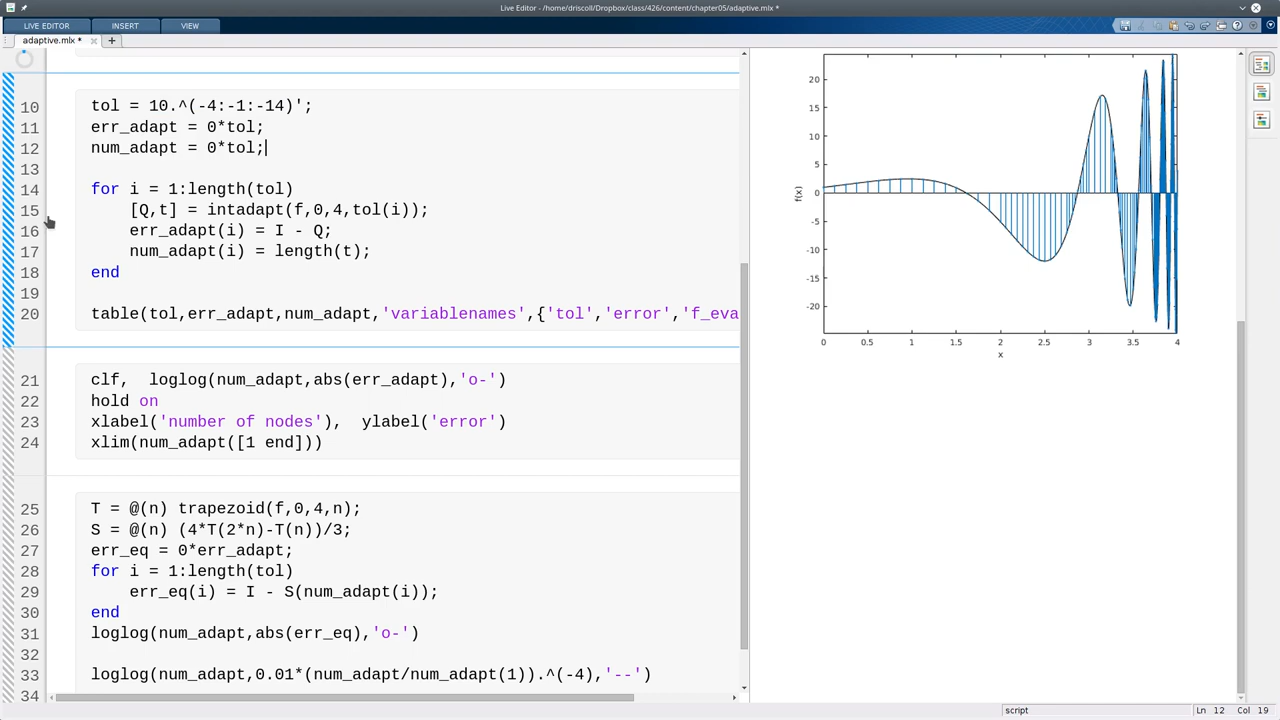 Live Editor - /home/driscoll/Dropbox/class/426/content/chapter05/adaptive.mlx *
LIVE EDITOR INSERT VIEW
adaptive.mlx * × +
10 tol = 10.^(-4:-1:-14)';
11 err_adapt = 0*tol;
12 num_adapt = 0*tol;
13
14 for i = 1:length(tol)
15 [Q,t] = intadapt(f,0,4,tol(i));
16 err_adapt(i) = I - Q;
17 num_adapt(i) = length(t);
18 end
19
20 table(tol,err_adapt,num_adapt,'variablenames',{'tol','error','f_eva
21 clf,  loglog(num_adapt,abs(err_adapt),'o-')
22 hold on
23 xlabel('number of nodes'),  ylabel('error')
24 xlim(num_adapt([1 end]))
25 T = @(n) trapezoid(f,0,4,n);
26 S = @(n) (4*T(2*n)-T(n))/3;
27 err_eq = 0*err_adapt;
28 for i = 1:length(tol)
29 err_eq(i) = I - S(num_adapt(i));
30 end
31 loglog(num_adapt,abs(err_eq),'o-')
32
33 loglog(num_adapt,0.01*(num_adapt/num_adapt(1)).^(-4),'--')
34
20
15
10
5
0
-5
-10
-15
-20
f(x)
0 0.5 1 1.5 2 2.5 3 3.5 4
x
script Ln 12 Col 19